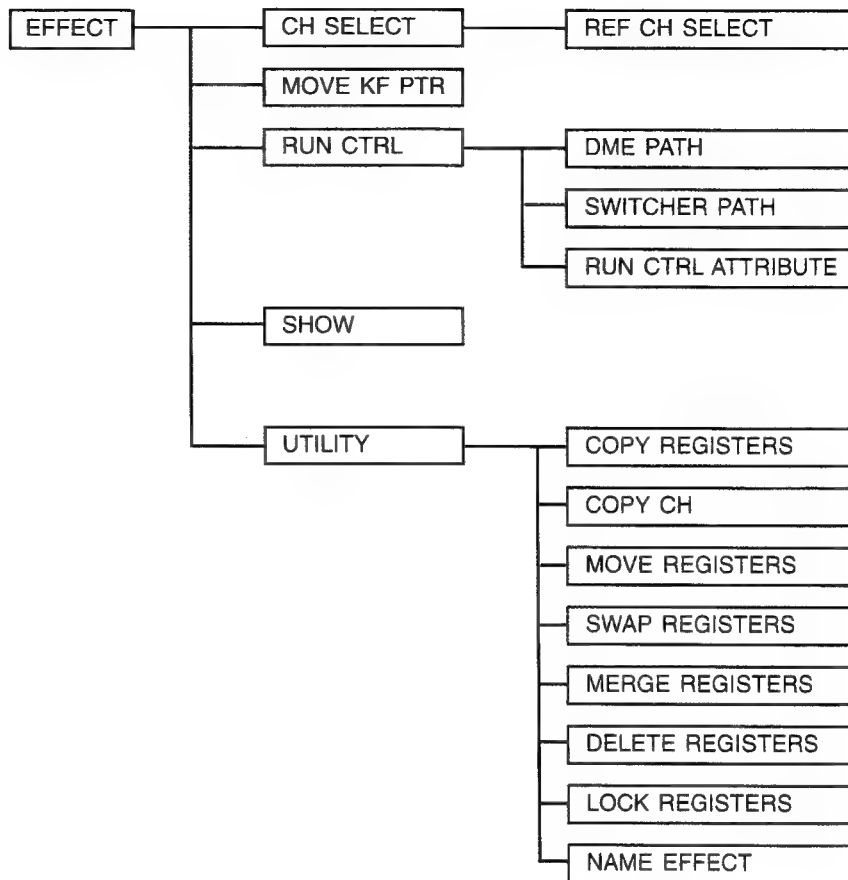 EFFECT
CH SELECT
REF CH SELECT
MOVE KF PTR
RUN CTRL
DME PATH
SWITCHER PATH
RUN CTRL ATTRIBUTE
SHOW
UTILITY
COPY REGISTERS
COPY CH
MOVE REGISTERS
SWAP REGISTERS
MERGE REGISTERS
DELETE REGISTERS
LOCK REGISTERS
NAME EFFECT